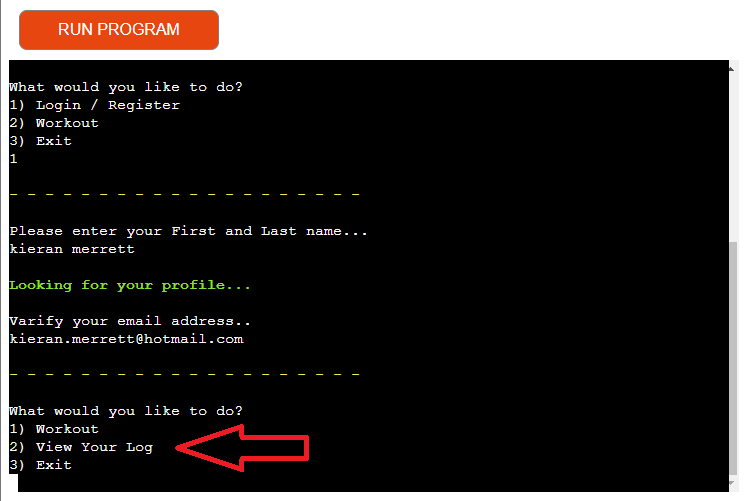 RUN PROGRAM
What would you like to do?
1) Login / Register
2) Workout
3) Exit
1
- - - - - - - - - - - - - - - - - - - -
Please enter your First and Last name...
kieran merrett
Looking for your profile...
Varify your email address..
kieran.merrett@hotmail.com
- - - - - - - - - - - - - - - - - - - -
What would you like to do?
1) Workout
2) View Your Log
3) Exit